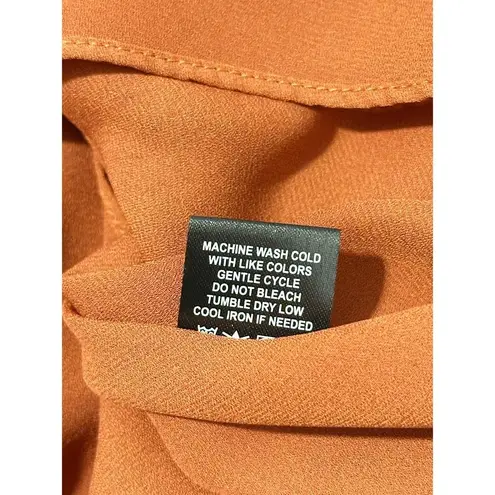 MACHINE WASH COLD
WITH LIKE COLORS
GENTLE CYCLE
DO NOT BLEACH
TUMBLE DRY LOW
COOL IRON IF NEEDED